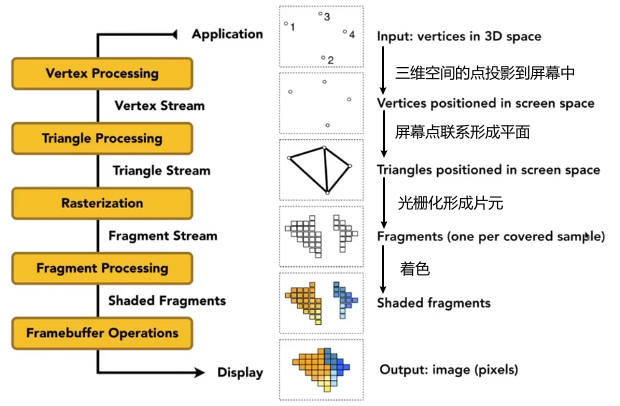 Application
Vertex Processing
Vertex Stream
Triangle Processing
Triangle Stream
Rasterization
Fragment Stream
Fragment Processing
Shaded Fragments
Framebuffer Operations
Display
1
3
4
2
Input: vertices in 3D space
三维空间的点投影到屏幕中
Vertices positioned in screen space
屏幕点联系形成平面
Triangles positioned in screen space
光栅化形成片元
Fragments (one per covered sample)
着色
Shaded fragments
Output: image (pixels)